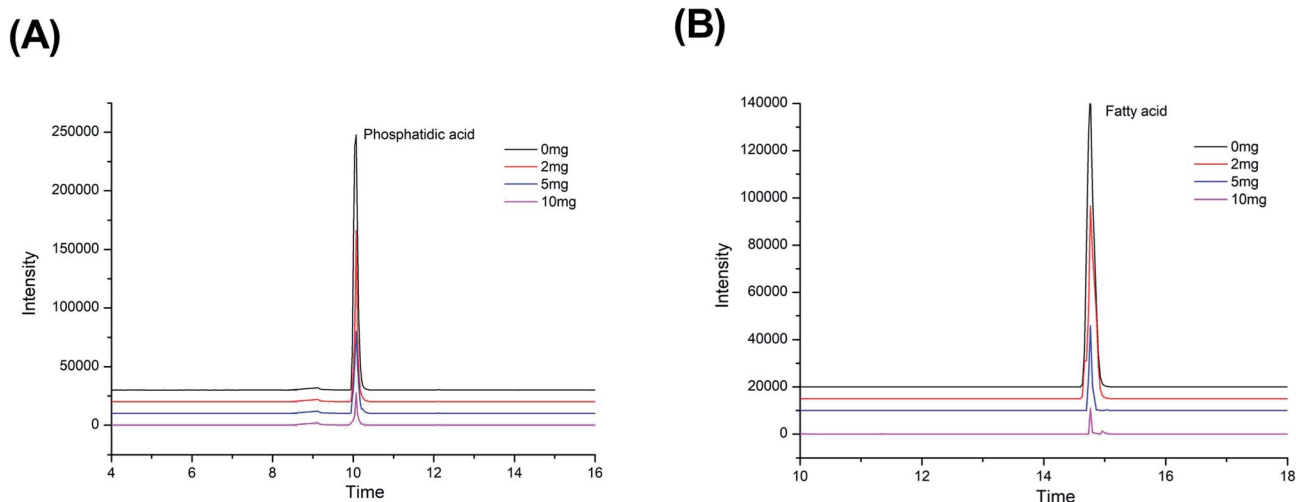 (A)
Phosphatidic acid
0mg
2mg
5mg
10mg
250000
200000
150000
100000
50000
0
Intensity
4
6
8
10
12
14
16
Time
(B)
Fatty acid
0mg
2mg
5mg
10mg
140000
120000
100000
80000
60000
40000
20000
0
Intensity
10
12
14
16
18
Time